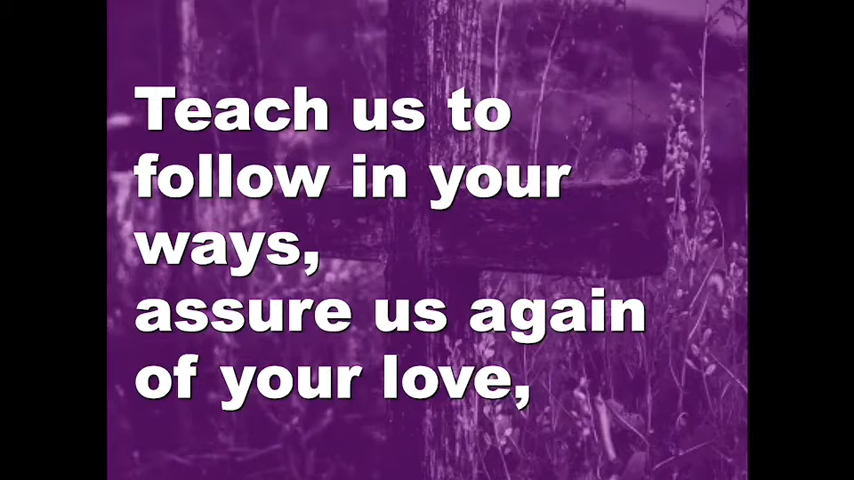 Teach us to
follow in your
ways,
assure us again
of your love,